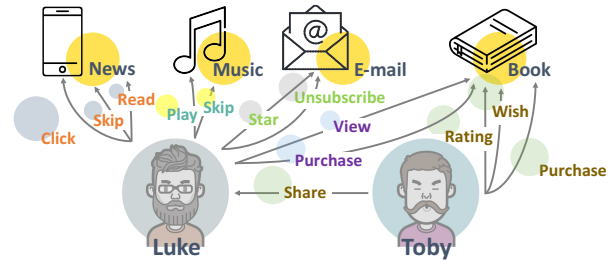 News
Music
E-mail
Book
Click
Skip
Read
Play
Skip
Star
Unsubscribe
View
Purchase
Rating
Wish
Purchase
Share
Luke
Toby
@